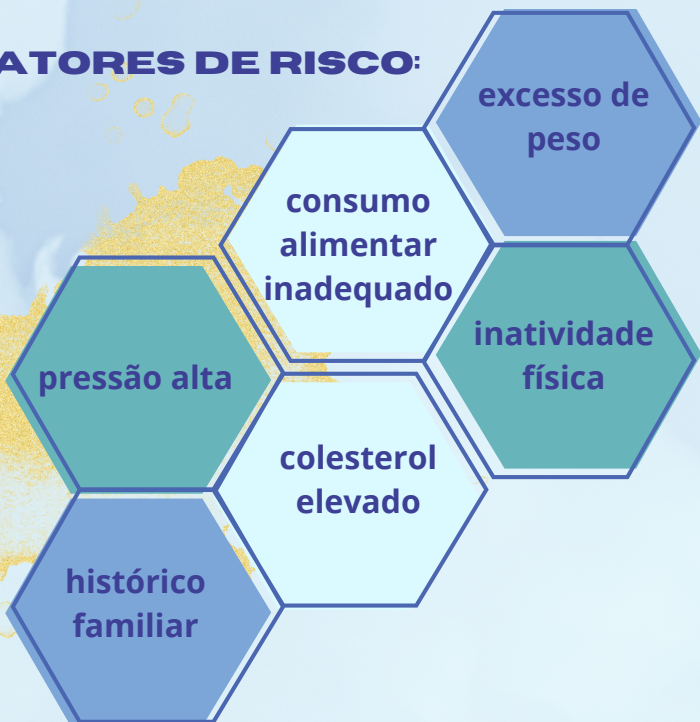 ATORES DE RISCO:
excesso de
peso
consumo
alimentar
inadequado
inatividade
física
pressão alta
colesterol
elevado
histórico
familiar